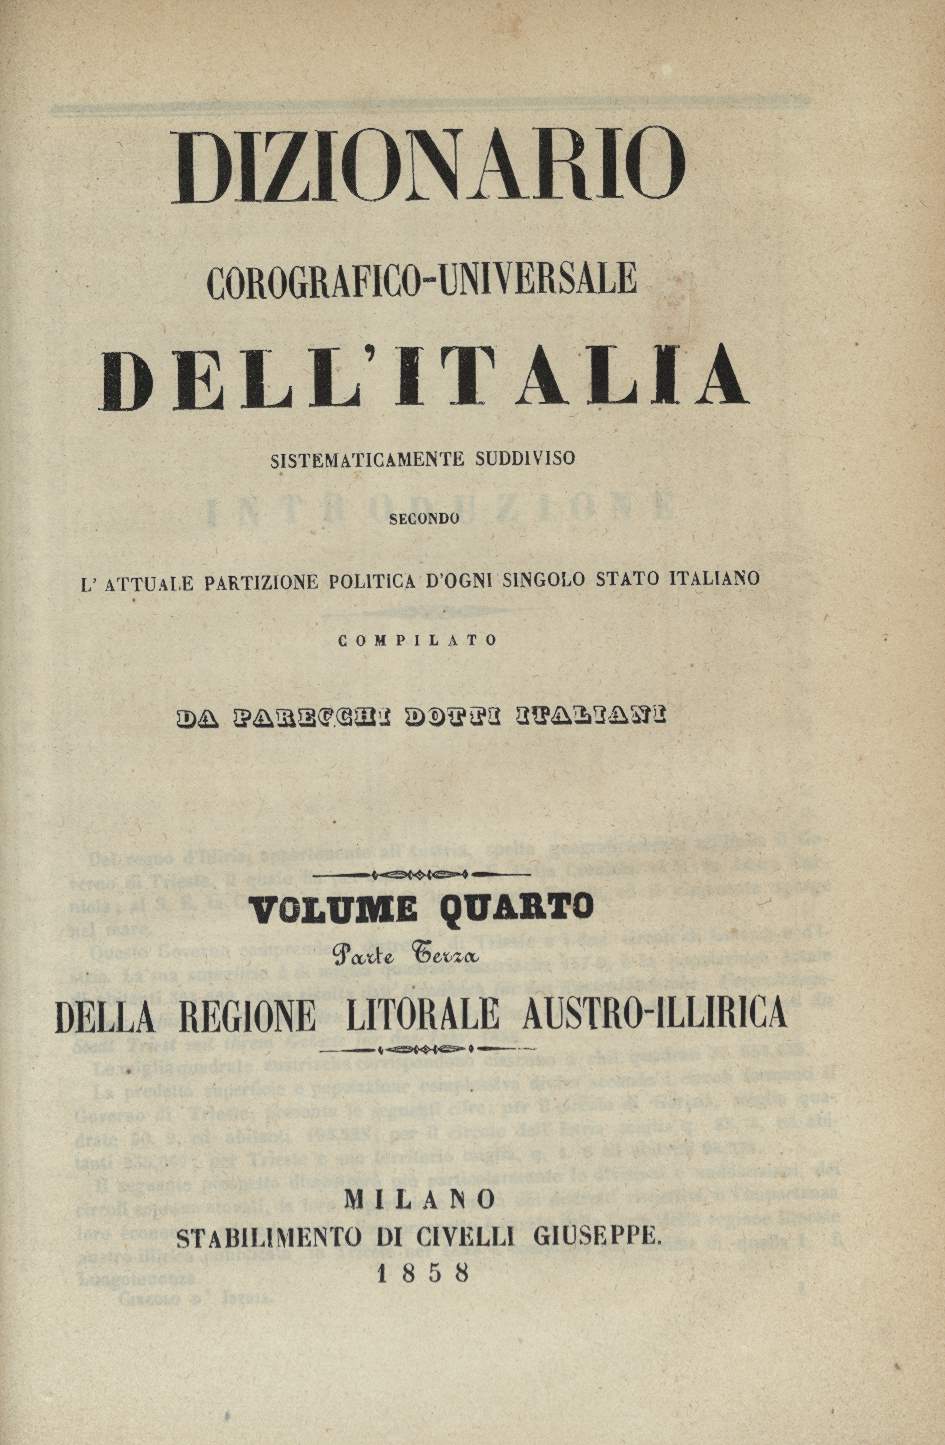 DIZIONARIO
COROGRAFICO-UNIVERSALE
DELL'ITALIA
SISTEMATICAMENTE SUDDIVISO
SECONDO
L' ATTUALE PARTIZIONE POLITICA D'OGNI SINGOLO STATO ITALIANO
COMPILATO
DA PARECCHI DOTTI ITALIANI
VOLUME QUARTO
Parte Terza
DELLA REGIONE LITORALE AUSTRO-ILLIRICA
MILANO
STABILIMENTO DI CIVELLI GIUSEPPE.
1858